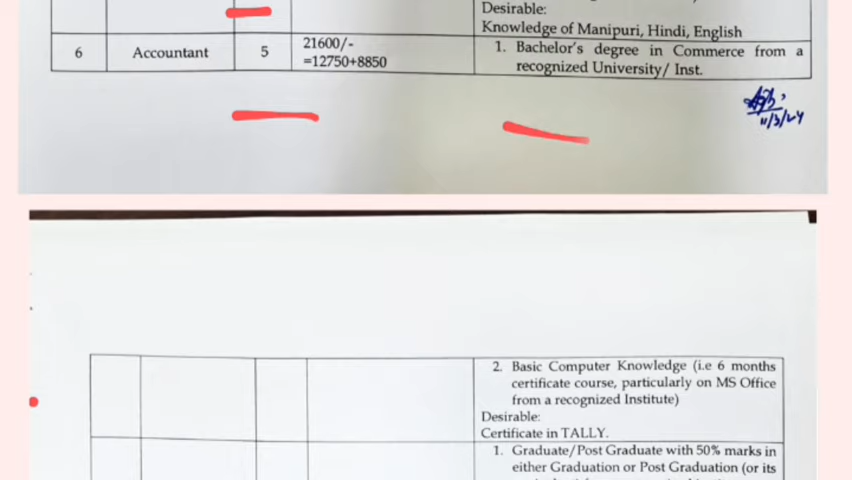 Desirable:
Knowledge of Manipuri, Hindi, English
6 Accountant 5 21600/-
=12750+8850
1. Bachelor's degree in Commerce from a
recognized University/ Inst.
11/3/24
2. Basic Computer Knowledge (i.e 6 months
certificate course, particularly on MS Office
from a recognized Institute)
Desirable:
Certificate in TALLY.
1. Graduate/Post Graduate with 50% marks in
either Graduation or Post Graduation (or its